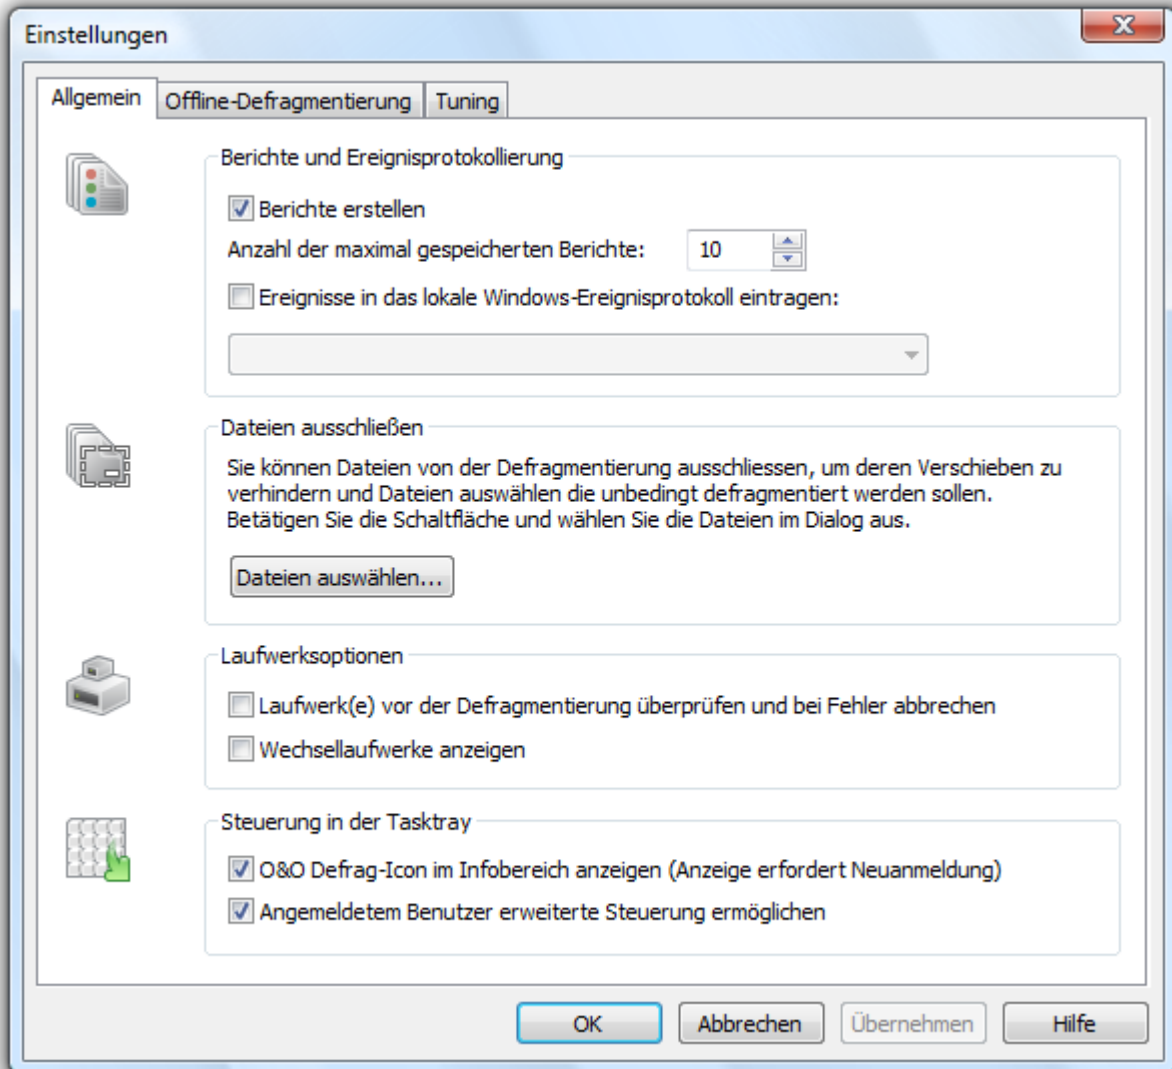 Einstellungen
Allgemein
Offline-Defragmentierung
Tuning
Berichte und Ereignisprotokollierung
Berichte erstellen
Anzahl der maximal gespeicherten Berichte: 10
Ereignisse in das lokale Windows-Ereignisprotokoll eintragen:
Dateien ausschließen
Sie können Dateien von der Defragmentierung ausschliessen, um deren Verschieben zu
verhindern und Dateien auswählen die unbedingt defragmentiert werden sollen.
Betätigen Sie die Schaltfläche und wählen Sie die Dateien im Dialog aus.
Dateien auswählen...
Laufwerksoptionen
Laufwerk(e) vor der Defragmentierung überprüfen und bei Fehler abbrechen
Wechsellaufwerke anzeigen
Steuerung in der Tasktray
O&O Defrag-Icon im Infobereich anzeigen (Anzeige erfordert Neuanmeldung)
Angemeldetem Benutzer erweiterte Steuerung ermöglichen
OK
Abbrechen
Übernehmen
Hilfe